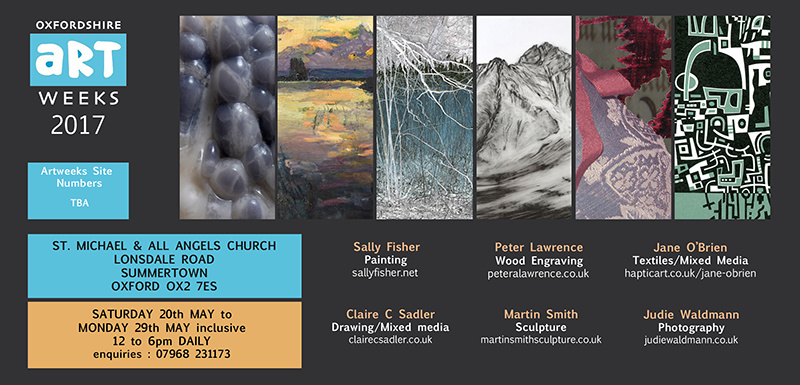 OXFORDSHIRE
aRT
WEEKS
2017
Artweeks Site
Numbers
TBA
ST. MICHAEL & ALL ANGELS CHURCH
LONSDALE ROAD
SUMMERTOWN
OXFORD OX2 7ES
SATURDAY 20th MAY to
MONDAY 29th MAY inclusive
12 to 6pm DAILY
enquiries : 07968 231173
Sally Fisher
Painting
sallyfisher.net
Peter Lawrence
Wood Engraving
peteralawrence.co.uk
Jane O'Brien
Textiles/Mixed Media
hapticart.co.uk/jane-obrien
Claire C Sadler
Drawing/Mixed media
clairecsadler.co.uk
Martin Smith
Sculpture
martinsmithsculpture.co.uk
Judie Waldmann
Photography
judiewaldmann.co.uk